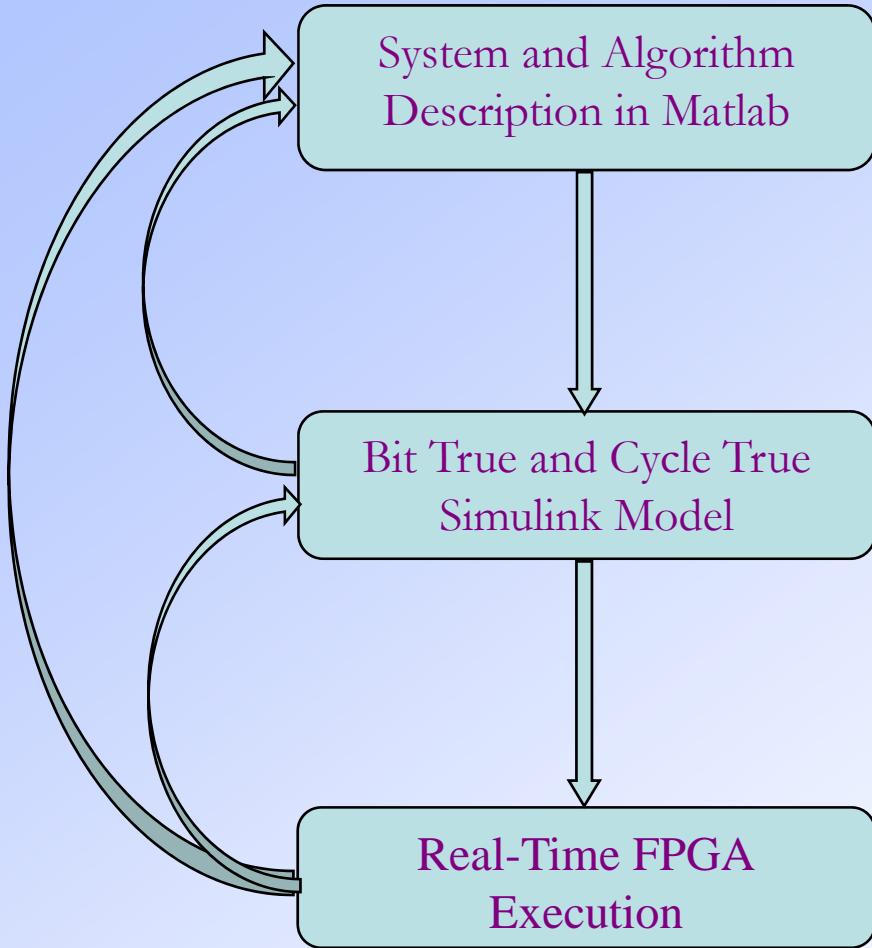 System and Algorithm
Description in Matlab
Bit True and Cycle True
Simulink Model
Real-Time FPGA
Execution